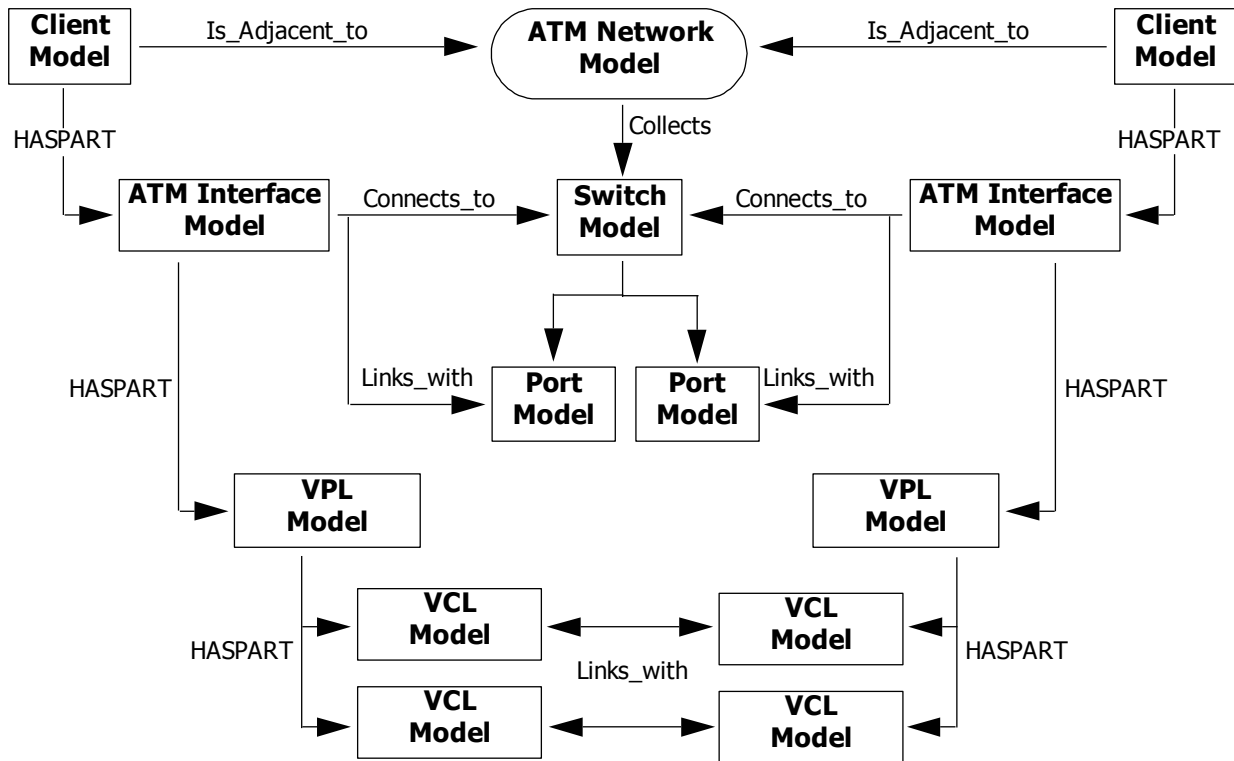 Client
Model
Is_Adjacent_to
ATM Network
Model
Is_Adjacent_to
Client
Model
HASPART
Collects
HASPART
ATM Interface
Model
Connects_to
Switch
Model
Connects_to
ATM Interface
Model
HASPART
Links_with
Port
Model
Port
Model
Links_with
HASPART
VPL
Model
VPL
Model
HASPART
VCL
Model
VCL
Model
HASPART
Links_with
VCL
Model
VCL
Model